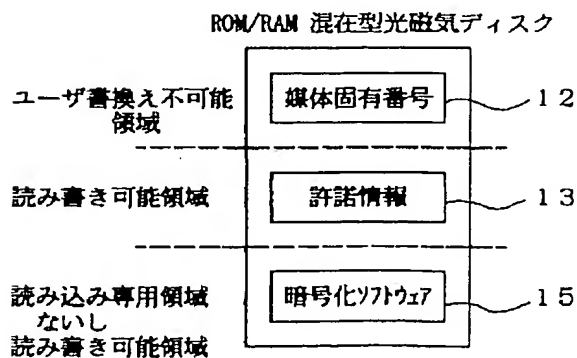 ROM/RAM 混在型光磁気ディスク
ユーザ書換え不可能
領域
媒体固有番号
12
読み書き可能領域
許諾情報
13
読み込み専用領域
ないし
読み書き可能領域
暗号化ソフトウェア
15